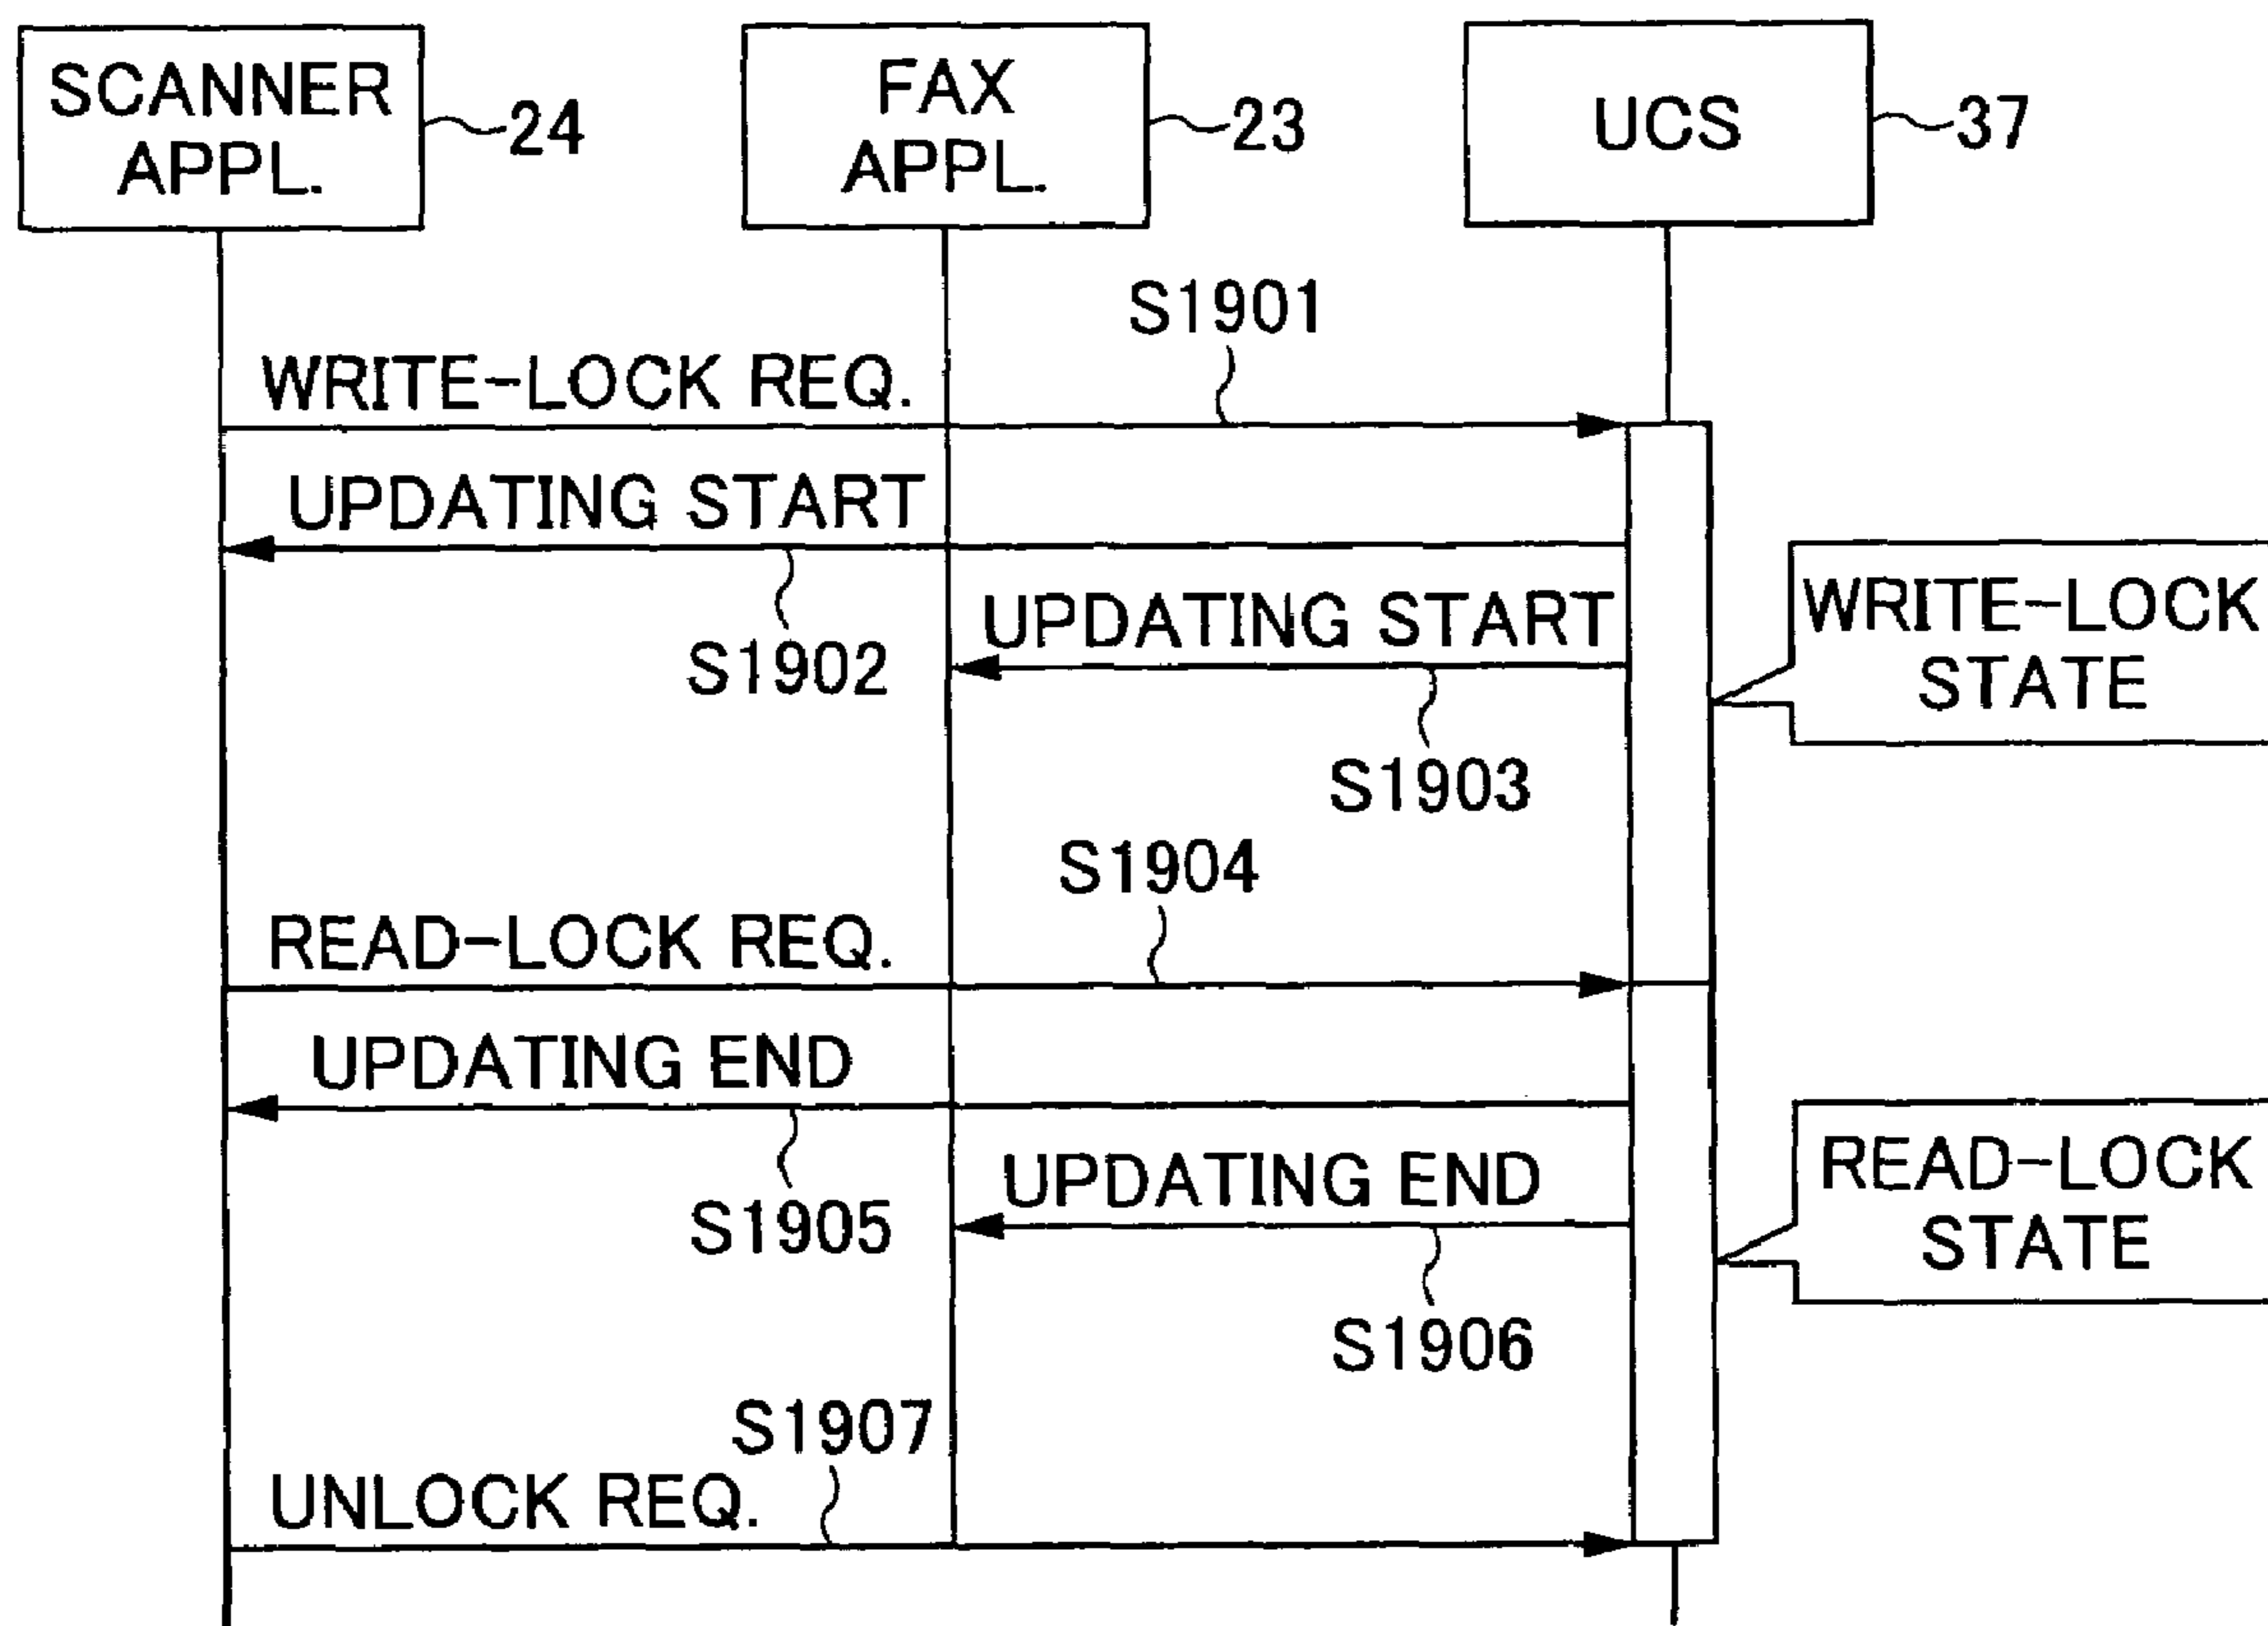 SCANNER
APPL.
24
FAX
APPL.
23
UCS
37
S1901
WRITE-LOCK REQ.
UPDATING START
S1902
UPDATING START
S1903
WRITE-LOCK
STATE
S1904
READ-LOCK REQ.
UPDATING END
S1905
UPDATING END
S1906
READ-LOCK
STATE
S1907
UNLOCK REQ.